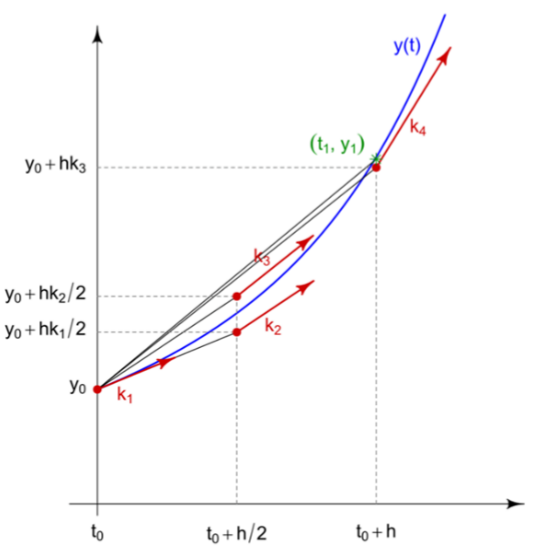 y(t)
k₄
(t₁, y₁)
y₀+hk₃
k₃
y₀+hk₂/2
k₂
y₀+hk₁/2
y₀
k₁
t₀
t₀+h/2
t₀+h